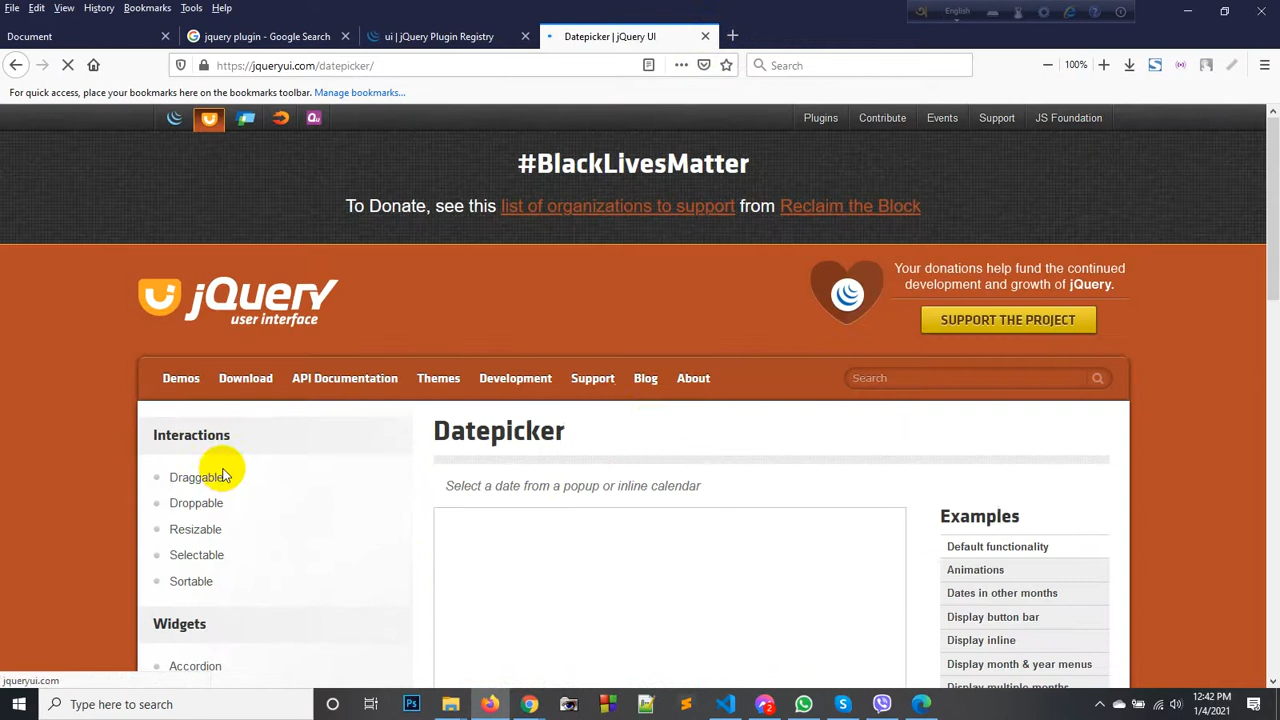 File Edit View History Bookmarks Tools Help
English
Document
jquery plugin - Google Search
ui | jQuery Plugin Registry
Datepicker | jQuery UI
https://jqueryui.com/datepicker/
Search
100%
For quick access, place your bookmarks here on the bookmarks toolbar. Manage bookmarks...
Plugins Contribute Events Support JS Foundation
#BlackLivesMatter
To Donate, see this list of organizations to support from Reclaim the Block
jQuery
user interface
Your donations help fund the continued
development and growth of jQuery.
SUPPORT THE PROJECT
Demos Download API Documentation Themes Development Support Blog About
Search
Interactions
Draggable
Droppable
Resizable
Selectable
Sortable
Widgets
Accordion
Datepicker
Select a date from a popup or inline calendar
Examples
Default functionality
Animations
Dates in other months
Display button bar
Display inline
Display month & year menus
Display multiple months
jqueryui.com
Type here to search
Ps
2
12:42 PM
1/4/2021